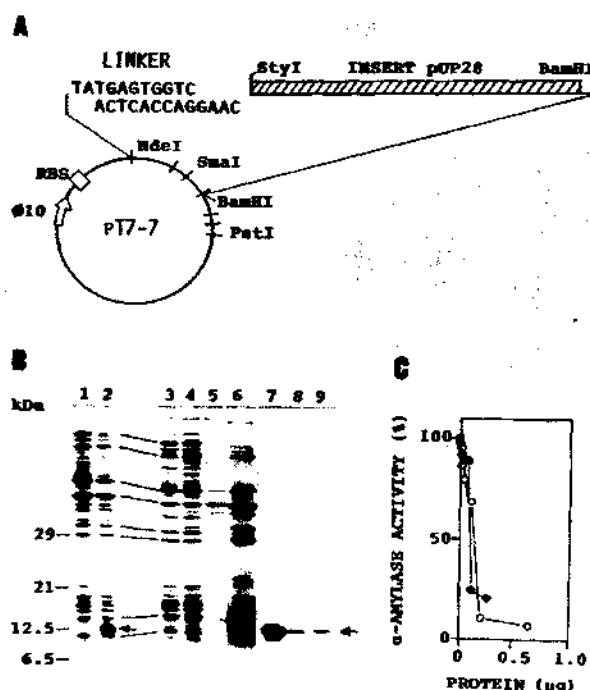 A
LINKER
TATGAGTGGTC
ACTCACCAGGAAC
StyI INSERT pUP28 BamHI
NdeI
SmaI
RBS
BamHI
ø10
pT7-7
PstI
B
kDa
1 2 3 4 5 6 7 8 9
29
21
12.5
6.5
C
α-AMYLASE ACTIVITY (%)
100
50
0
0 0.5 1.0
PROTEIN (µg)